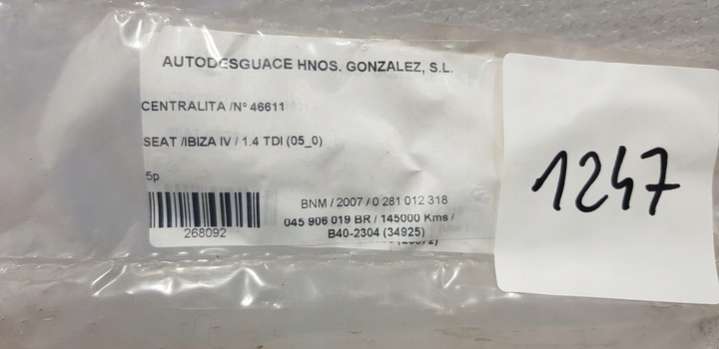 AUTODESGUACE HNOS. GONZALEZ, S.L.
CENTRALITA /Nº 46611
SEAT /IBIZA IV / 1.4 TDI (05_0)
5p
268092
BNM / 2007 / 0 281 012 318
045 906 019 BR / 145000 Kms /
B40-2304 (34925)
1247